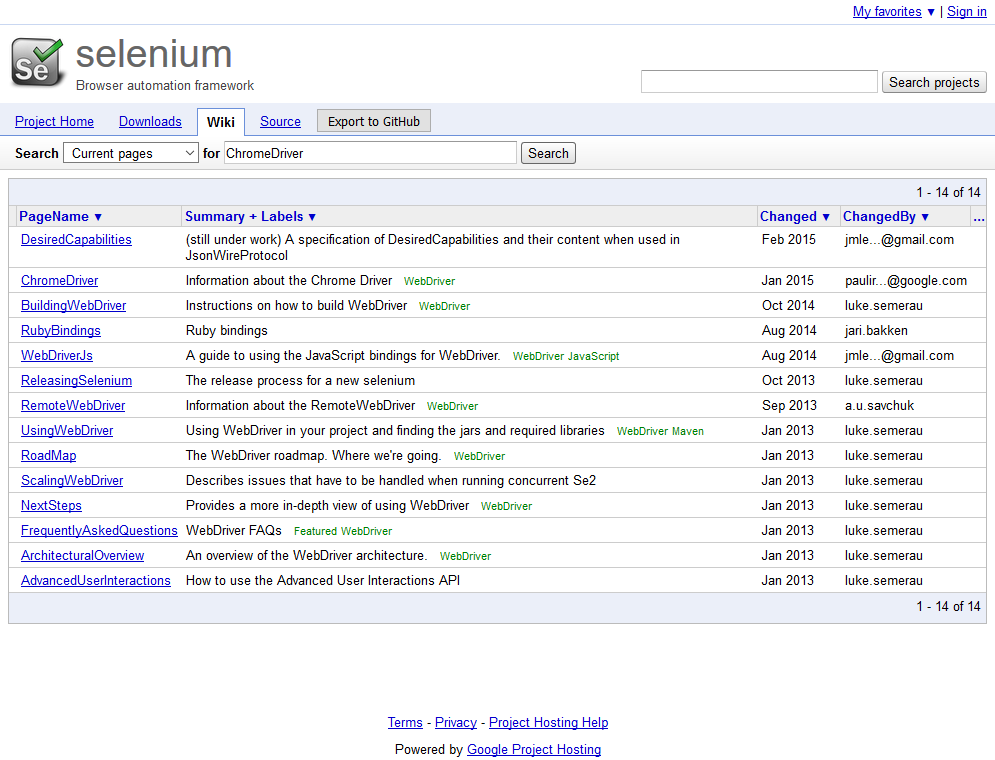 My favorites ▼ | Sign in
Se selenium
Browser automation framework
Search projects
Project Home Downloads Wiki Source Export to GitHub
Search Current pages for ChromeDriver Search
1 - 14 of 14
PageName ▼ Summary + Labels ▼ Changed ▼ ChangedBy ▼ ...
DesiredCapabilities (still under work) A specification of DesiredCapabilities and their content when used in Feb 2015 jmle...@gmail.com
JsonWireProtocol
ChromeDriver Information about the Chrome Driver WebDriver Jan 2015 paulir...@google.com
BuildingWebDriver Instructions on how to build WebDriver WebDriver Oct 2014 luke.semerau
RubyBindings Ruby bindings Aug 2014 jari.bakken
WebDriverJs A guide to using the JavaScript bindings for WebDriver. WebDriver JavaScript Aug 2014 jmle...@gmail.com
ReleasingSelenium The release process for a new selenium Oct 2013 luke.semerau
RemoteWebDriver Information about the RemoteWebDriver WebDriver Sep 2013 a.u.savchuk
UsingWebDriver Using WebDriver in your project and finding the jars and required libraries WebDriver Maven Jan 2013 luke.semerau
RoadMap The WebDriver roadmap. Where we're going. WebDriver Jan 2013 luke.semerau
ScalingWebDriver Describes issues that have to be handled when running concurrent Se2 Jan 2013 luke.semerau
NextSteps Provides a more in-depth view of using WebDriver WebDriver Jan 2013 luke.semerau
FrequentlyAskedQuestions WebDriver FAQs Featured WebDriver Jan 2013 luke.semerau
ArchitecturalOverview An overview of the WebDriver architecture. WebDriver Jan 2013 luke.semerau
AdvancedUserInteractions How to use the Advanced User Interactions API Jan 2013 luke.semerau
1 - 14 of 14
Terms - Privacy - Project Hosting Help
Powered by Google Project Hosting